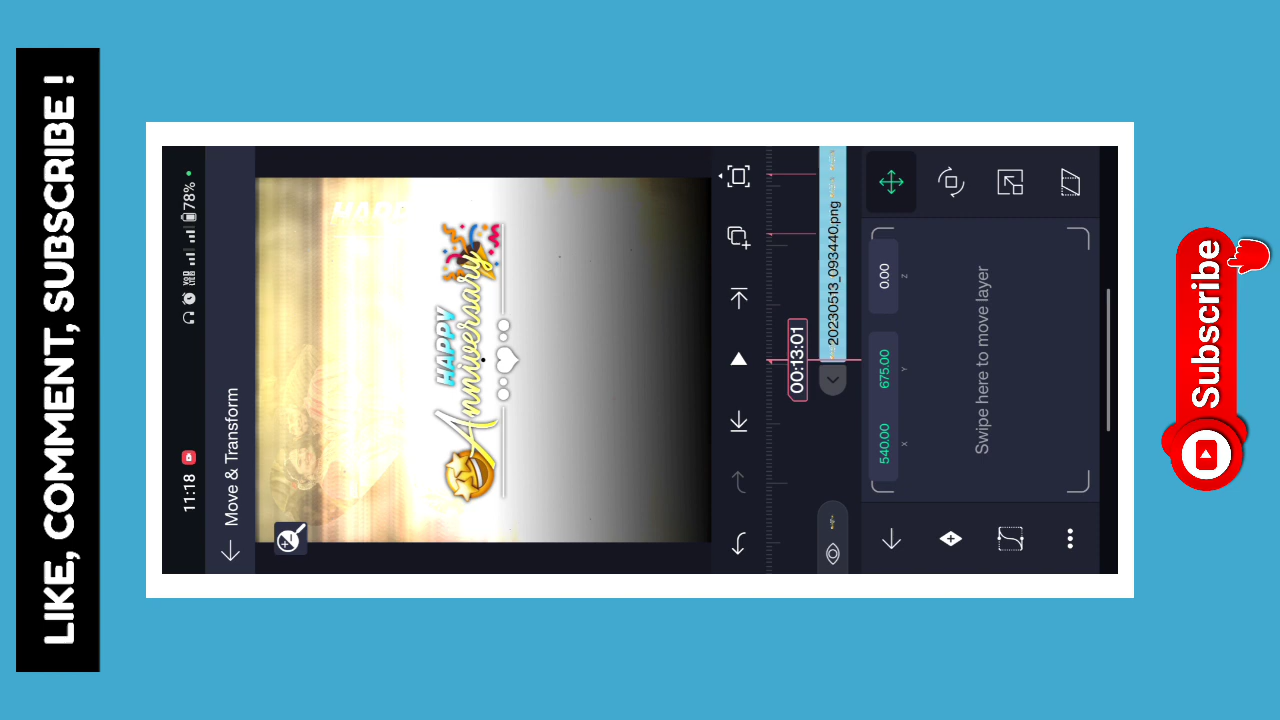 LIKE, COMMENT, SUBSCRIBE !
11:18
78%
Move & Transform
HAPP
HAPPY
Anniversary
00:13:01
20230513_093440.png
540.00
675.00
0.00
X
Y
Z
Swipe here to move layer
Subscribe